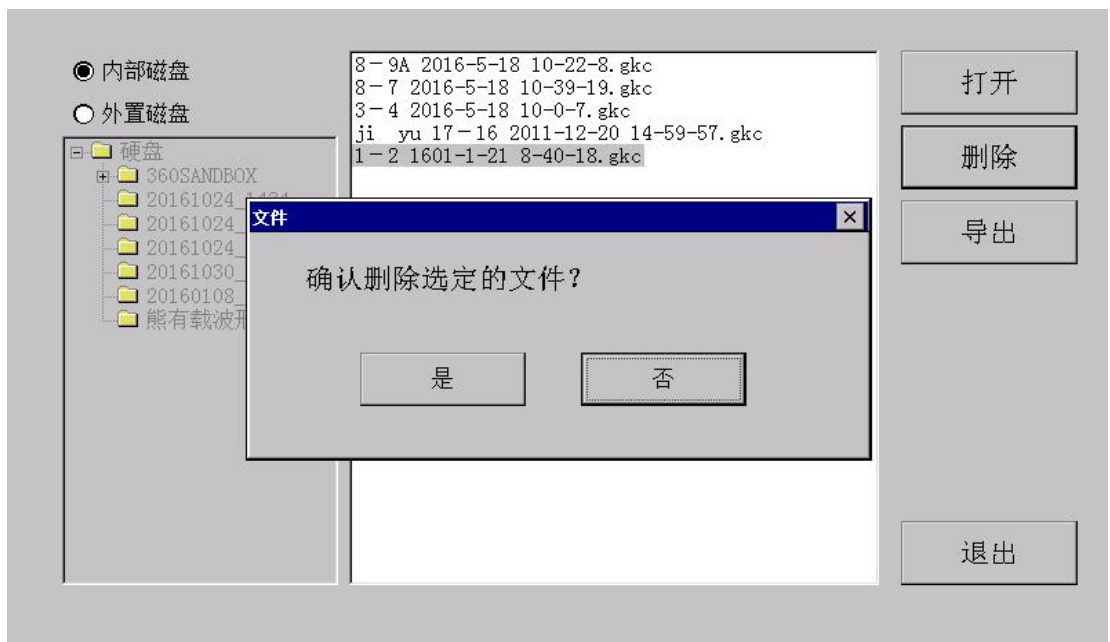 内部磁盘
外置磁盘
硬盘
360SANDBOX
20161024_
20161024_
20161024_
20161030_
20160108_
熊有载波形
8－9A 2016-5-18 10-22-8.gkc
8－7 2016-5-18 10-39-19.gkc
3－4 2016-5-18 10-0-7.gkc
ji  yu 17－16 2011-12-20 14-59-57.gkc
1－2 1601-1-21 8-40-18.gkc
文件
确认删除选定的文件?
是
否
打开
删除
导出
退出